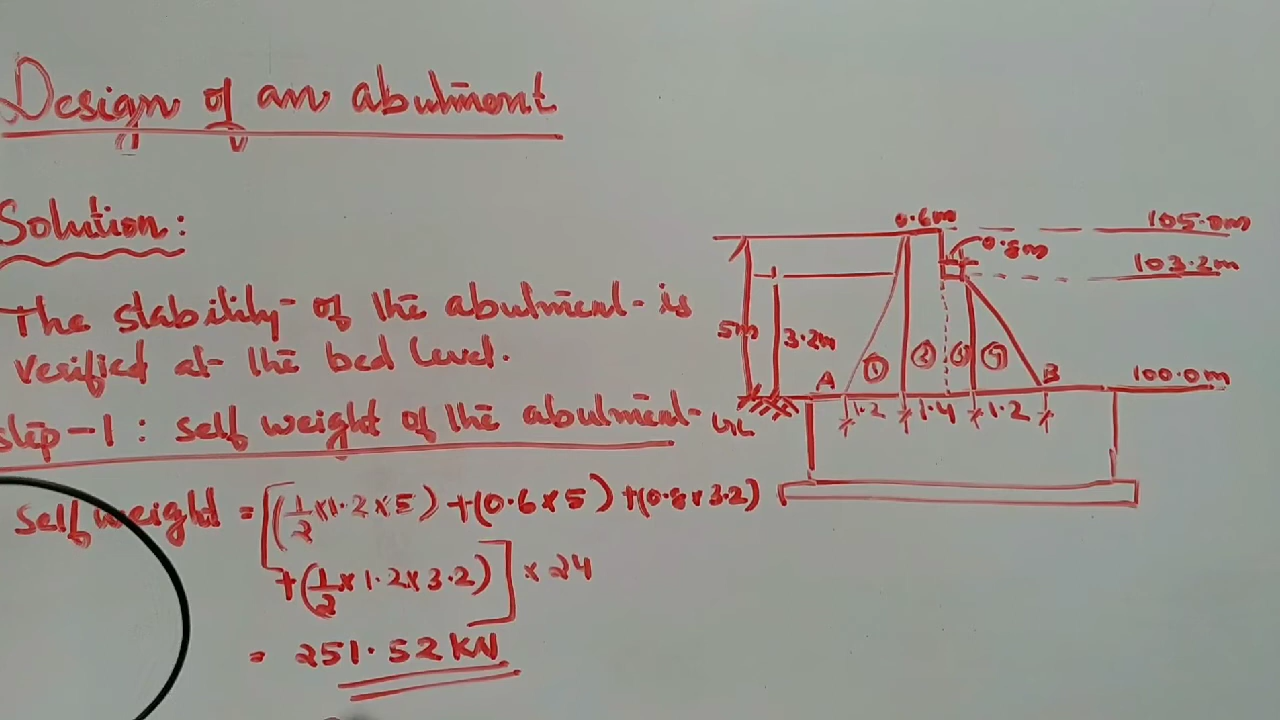 Design of an abutment
Solution:
The stability of the abutment is
verified at the bed level.
Step-1: self weight of the abutment
self weight = [(1/2×1.2×5)+(0.6×5)+(0.8×3.2)
+(1/2×1.2×3.2)]×24
= 251.52 KN
0.6m
105.0m
0.8m
103.2m
5m
3.2m
① ② ③ ④
A
B
100.0m
1.2 1.4 1.2